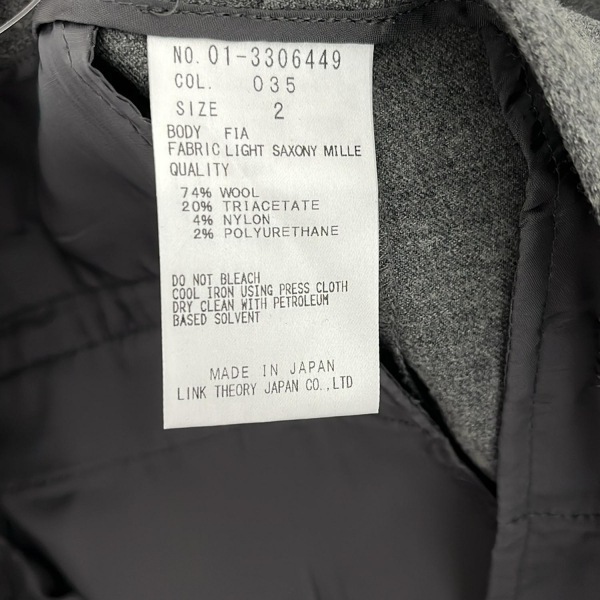 NO. 01-3306449
COL. 035
SIZE 2
BODY FIA
FABRIC LIGHT SAXONY MILLE
QUALITY
74% WOOL
20% TRIACETATE
4% NYLON
2% POLYURETHANE
DO NOT BLEACH
COOL IRON USING PRESS CLOTH
DRY CLEAN WITH PETROLEUM
BASED SOLVENT
MADE IN JAPAN
LINK THEORY JAPAN CO.,LTD